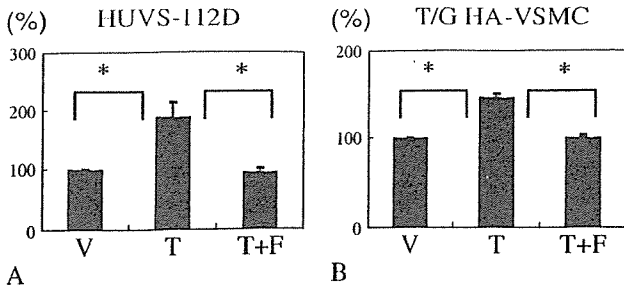 (%) HUVS-112D
300
200
100
0
* *
V T T+F
A
(%) T/G HA-VSMC
200
100
0
* *
V T T+F
B